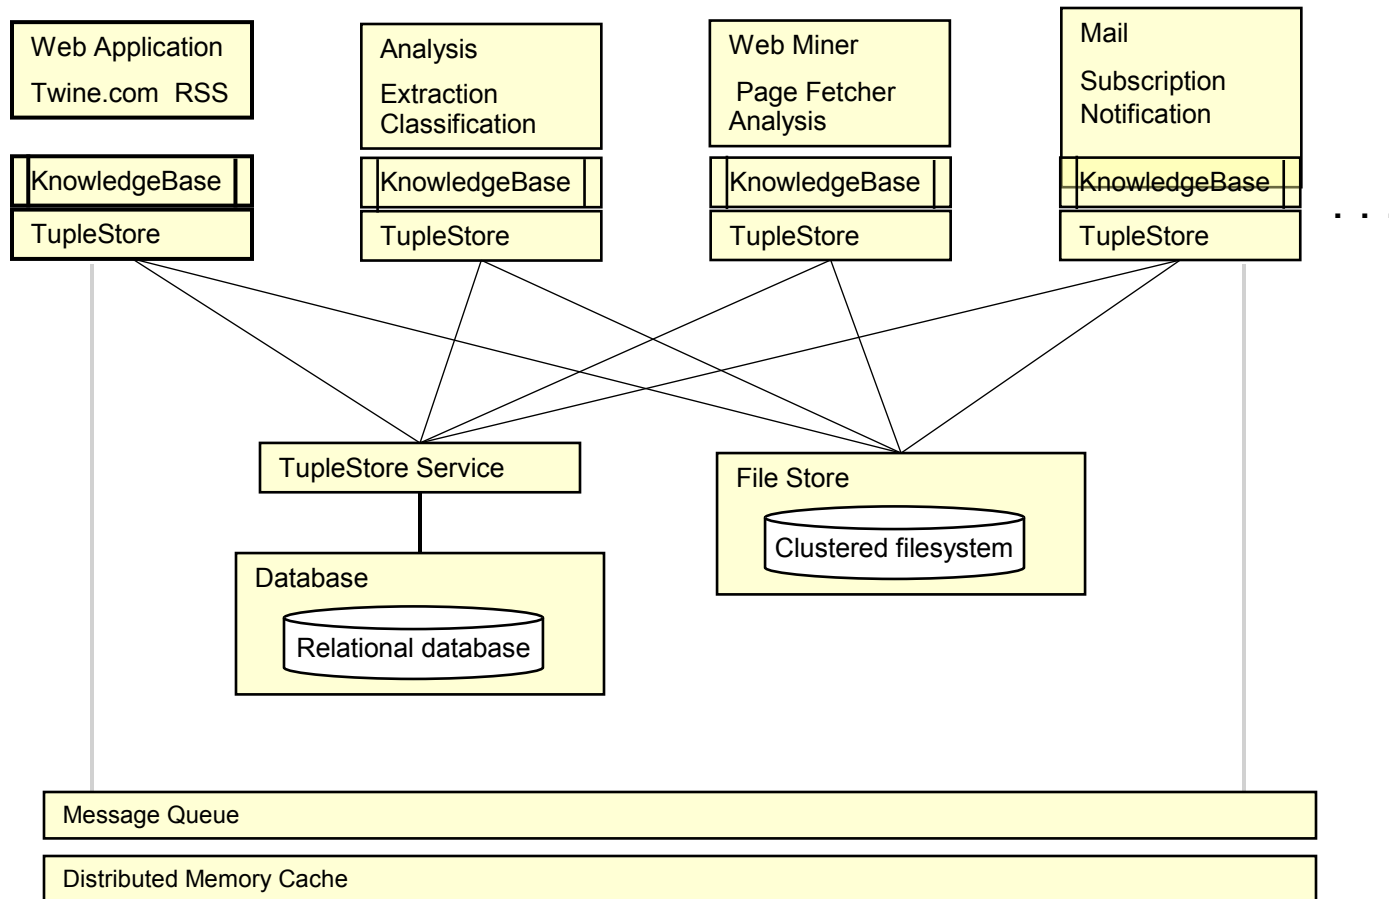 Web Application
Twine.com RSS
KnowledgeBase
TupleStore
Analysis
Extraction
Classification
KnowledgeBase
TupleStore
Web Miner
Page Fetcher
Analysis
KnowledgeBase
TupleStore
Mail
Subscription
Notification
KnowledgeBase
TupleStore
. . .
TupleStore Service
Database
Relational database
File Store
Clustered filesystem
Message Queue
Distributed Memory Cache